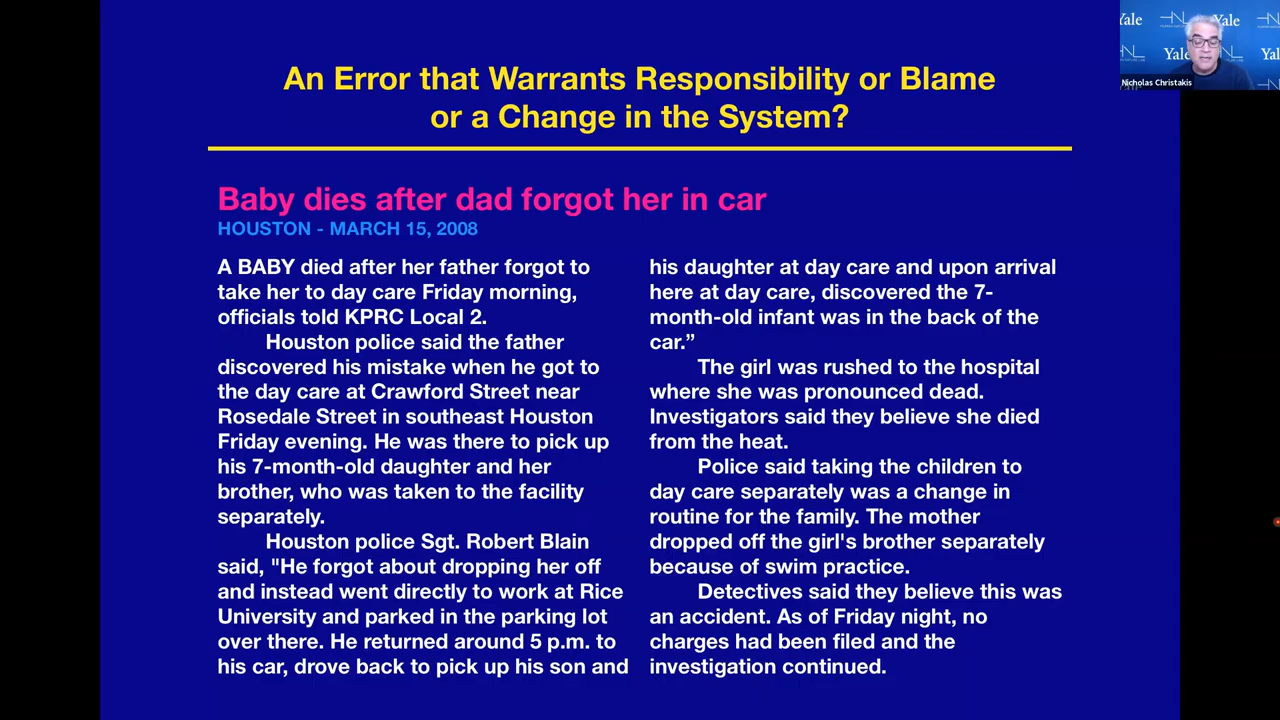 An Error that Warrants Responsibility or Blame
or a Change in the System?
Baby dies after dad forgot her in car
HOUSTON - MARCH 15, 2008
A BABY died after her father forgot to
take her to day care Friday morning,
officials told KPRC Local 2.
Houston police said the father
discovered his mistake when he got to
the day care at Crawford Street near
Rosedale Street in southeast Houston
Friday evening. He was there to pick up
his 7-month-old daughter and her
brother, who was taken to the facility
separately.
Houston police Sgt. Robert Blain
said, "He forgot about dropping her off
and instead went directly to work at Rice
University and parked in the parking lot
over there. He returned around 5 p.m. to
his car, drove back to pick up his son and
his daughter at day care and upon arrival
here at day care, discovered the 7-
month-old infant was in the back of the
car.”
The girl was rushed to the hospital
where she was pronounced dead.
Investigators said they believe she died
from the heat.
Police said taking the children to
day care separately was a change in
routine for the family. The mother
dropped off the girl's brother separately
because of swim practice.
Detectives said they believe this was
an accident. As of Friday night, no
charges had been filed and the
investigation continued.
Yale
Yale
Yale
Yale
Nicholas Christakis